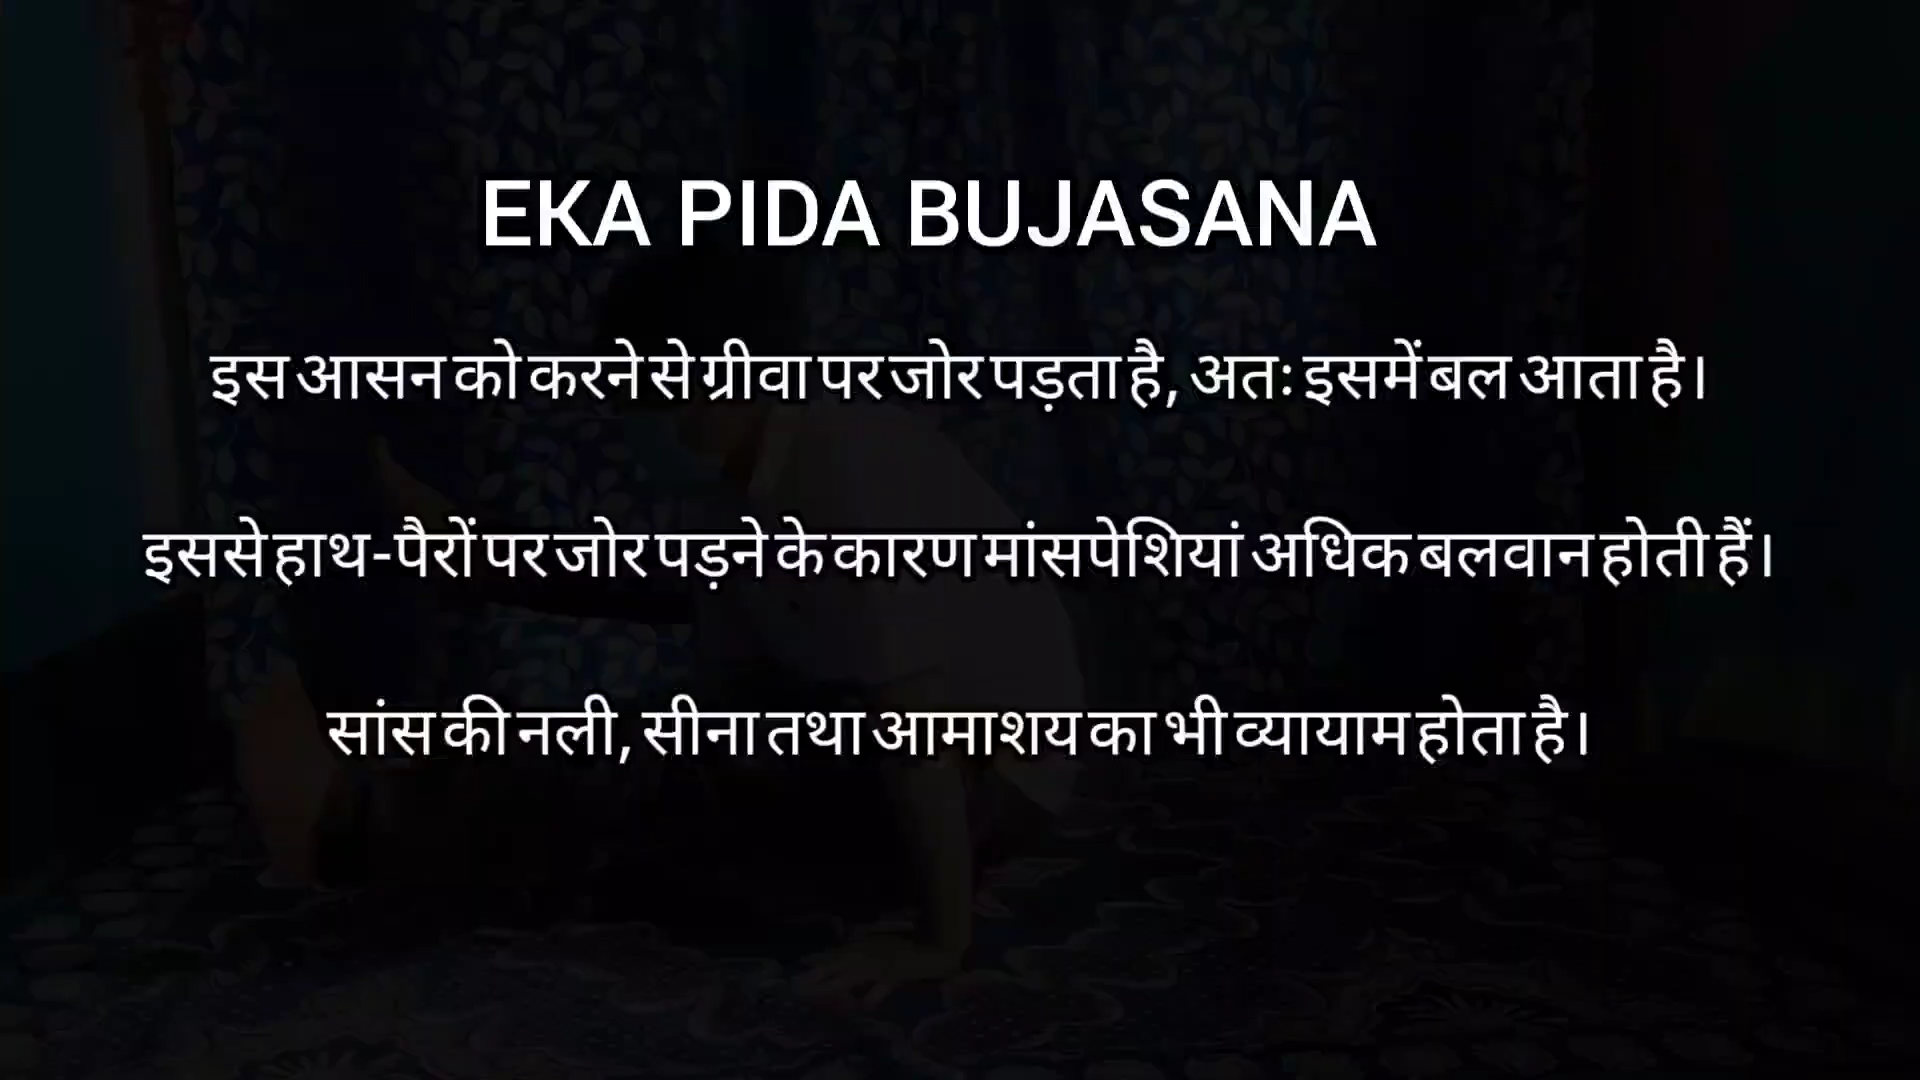 EKA PIDA BUJASANA
इस आसन को करने से ग्रीवा पर जोर पड़ता है, अतः इसमें बल आता है।
इससे हाथ-पैरों पर जोर पड़ने के कारण मांसपेशियां अधिक बलवान होती हैं।
सांस की नली, सीना तथा आमाशय का भी व्यायाम होता है।